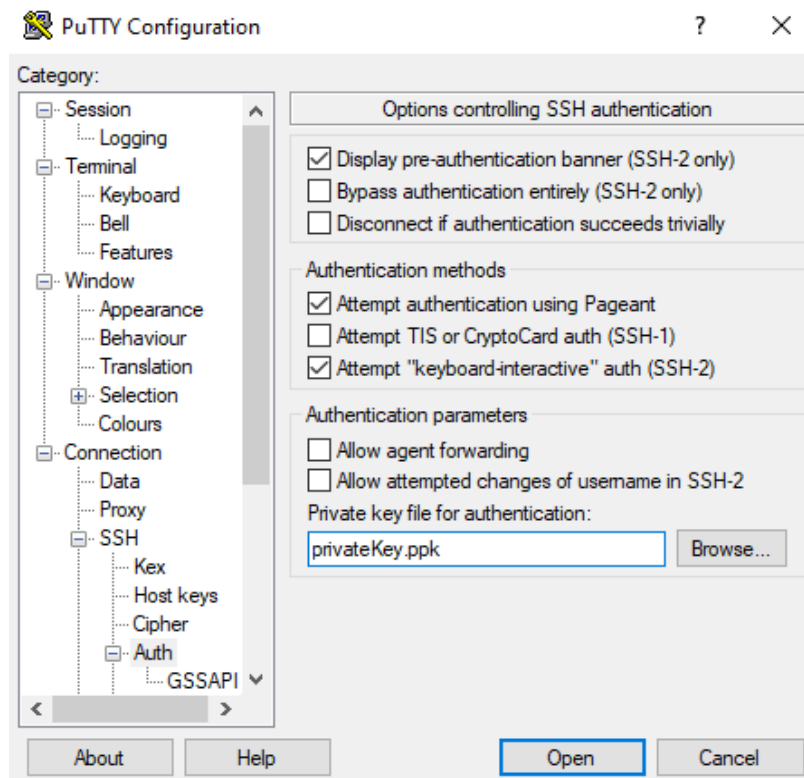 PuTTY Configuration
?
Category:
Session
Logging
Terminal
Keyboard
Bell
Features
Window
Appearance
Behaviour
Translation
Selection
Colours
Connection
Data
Proxy
SSH
Kex
Host keys
Cipher
Auth
GSSAPI
Options controlling SSH authentication
Display pre-authentication banner (SSH-2 only)
Bypass authentication entirely (SSH-2 only)
Disconnect if authentication succeeds trivially
Authentication methods
Attempt authentication using Pageant
Attempt TIS or CryptoCard auth (SSH-1)
Attempt "keyboard-interactive" auth (SSH-2)
Authentication parameters
Allow agent forwarding
Allow attempted changes of username in SSH-2
Private key file for authentication:
privateKey.ppk
Browse...
About
Help
Open
Cancel